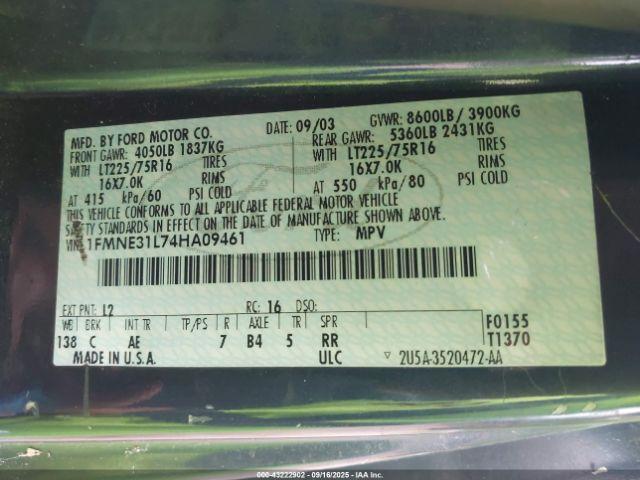 MFD. BY FORD MOTOR CO. DATE: 09/03 GVWR: 8600LB / 3900KG
FRONT GAWR: 4050LB 1837KG REAR GAWR: 5360LB 2431KG
WITH LT225/75R16 TIRES WITH LT225/75R16 TIRES
16X7.0K RIMS 16X7.0K RIMS
AT 415 kPa/60 PSI COLD AT 550 kPa/80 PSI COLD
THIS VEHICLE CONFORMS TO ALL APPLICABLE FEDERAL MOTOR VEHICLE
SAFETY STANDARDS IN EFFECT ON THE DATE OF MANUFACTURE SHOWN ABOVE.
VIN: 1FMNE31L74HA09461 TYPE: MPV
EXT PNT: L2 RC: 16 DSO:
WB BRK INT TR TP/PS R AXLE TR SPR F0155
138 C AE 7 B4 5 RR T1370
MADE IN U.S.A. ULC ▽ 2U5A-3520472-AA
000-43222902 - 09/16/2025 - IAA Inc.